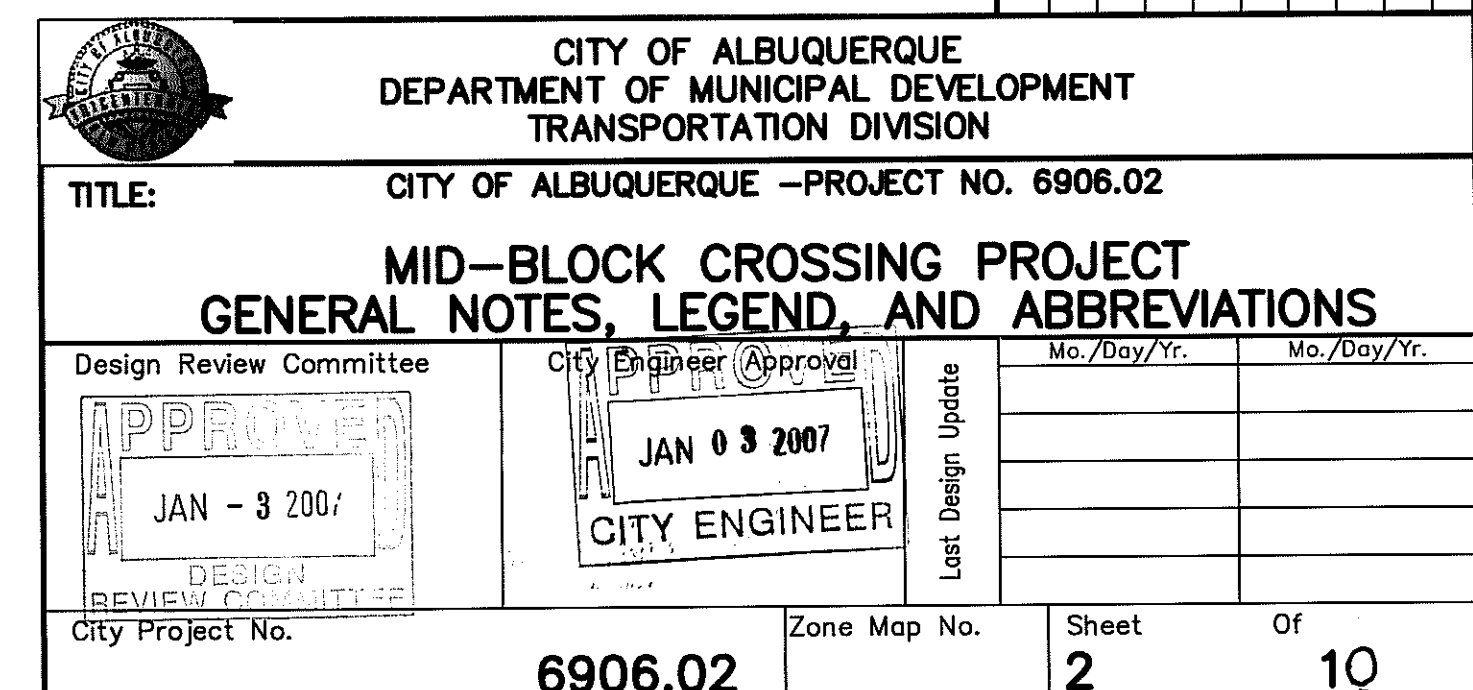 CITY OF ALBUQUERQUE
DEPARTMENT OF MUNICIPAL DEVELOPMENT
TRANSPORTATION DIVISION
TITLE:
CITY OF ALBUQUERQUE –PROJECT NO. 6906.02
MID–BLOCK CROSSING PROJECT
GENERAL NOTES, LEGEND, AND ABBREVIATIONS
Design Review Committee
APPROVED
JAN - 3 2007
DESIGN
REVIEW COMMITTEE
City Engineer Approval
APPROVED
JAN 03 2007
CITY ENGINEER
Last Design Update
Mo./Day/Yr.
Mo./Day/Yr.
City Project No.
6906.02
Zone Map No.
Sheet
2
Of
10